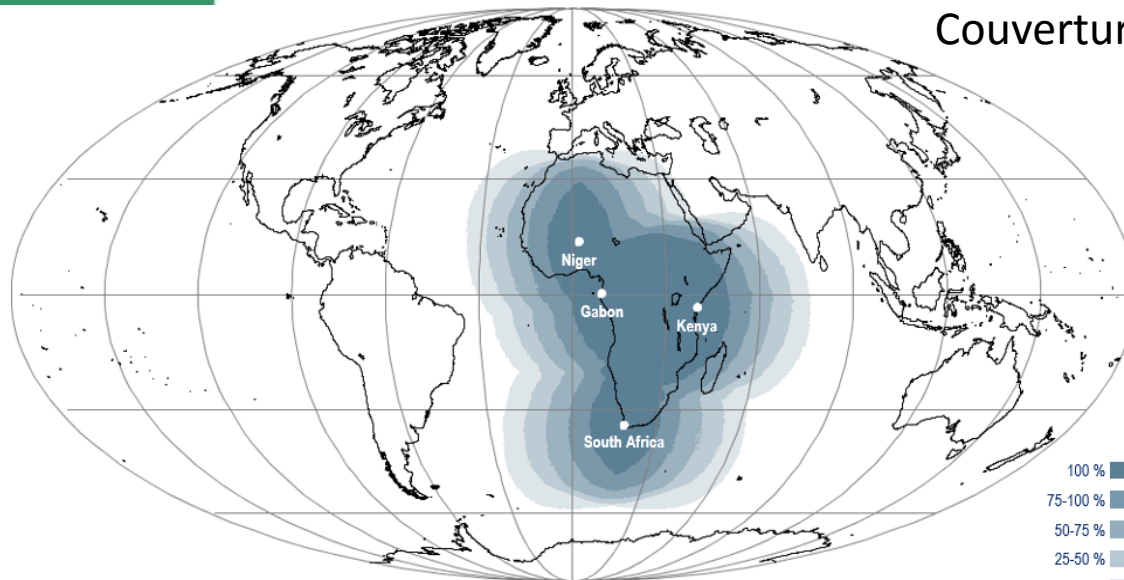 Couvertur
Niger
Gabon
Kenya
South Africa
100 %
75-100 %
50-75 %
25-50 %